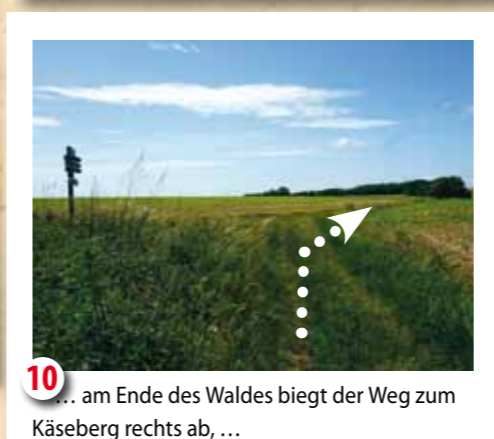 10
… am Ende des Waldes biegt der Weg zum
Käseberg rechts ab, …